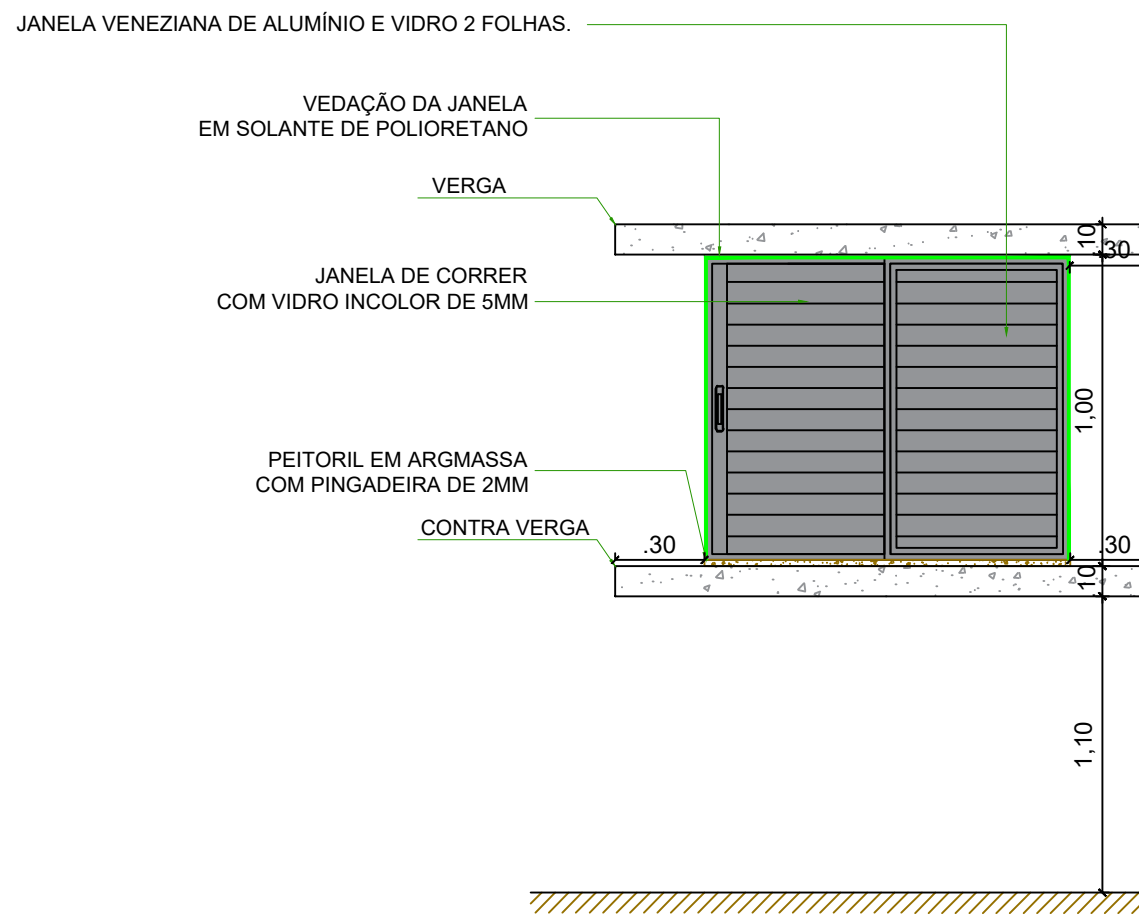 JANELA VENEZIANA DE ALUMÍNIO E VIDRO 2 FOLHAS.
VEDAÇÃO DA JANELA
EM SOLANTE DE POLIORETANO
VERGA
10
.30
JANELA DE CORRER
COM VIDRO INCOLOR DE 5MM
1,00
PEITORIL EM ARGMASSA
COM PINGADEIRA DE 2MM
CONTRA VERGA
.30
.30
10
1,10